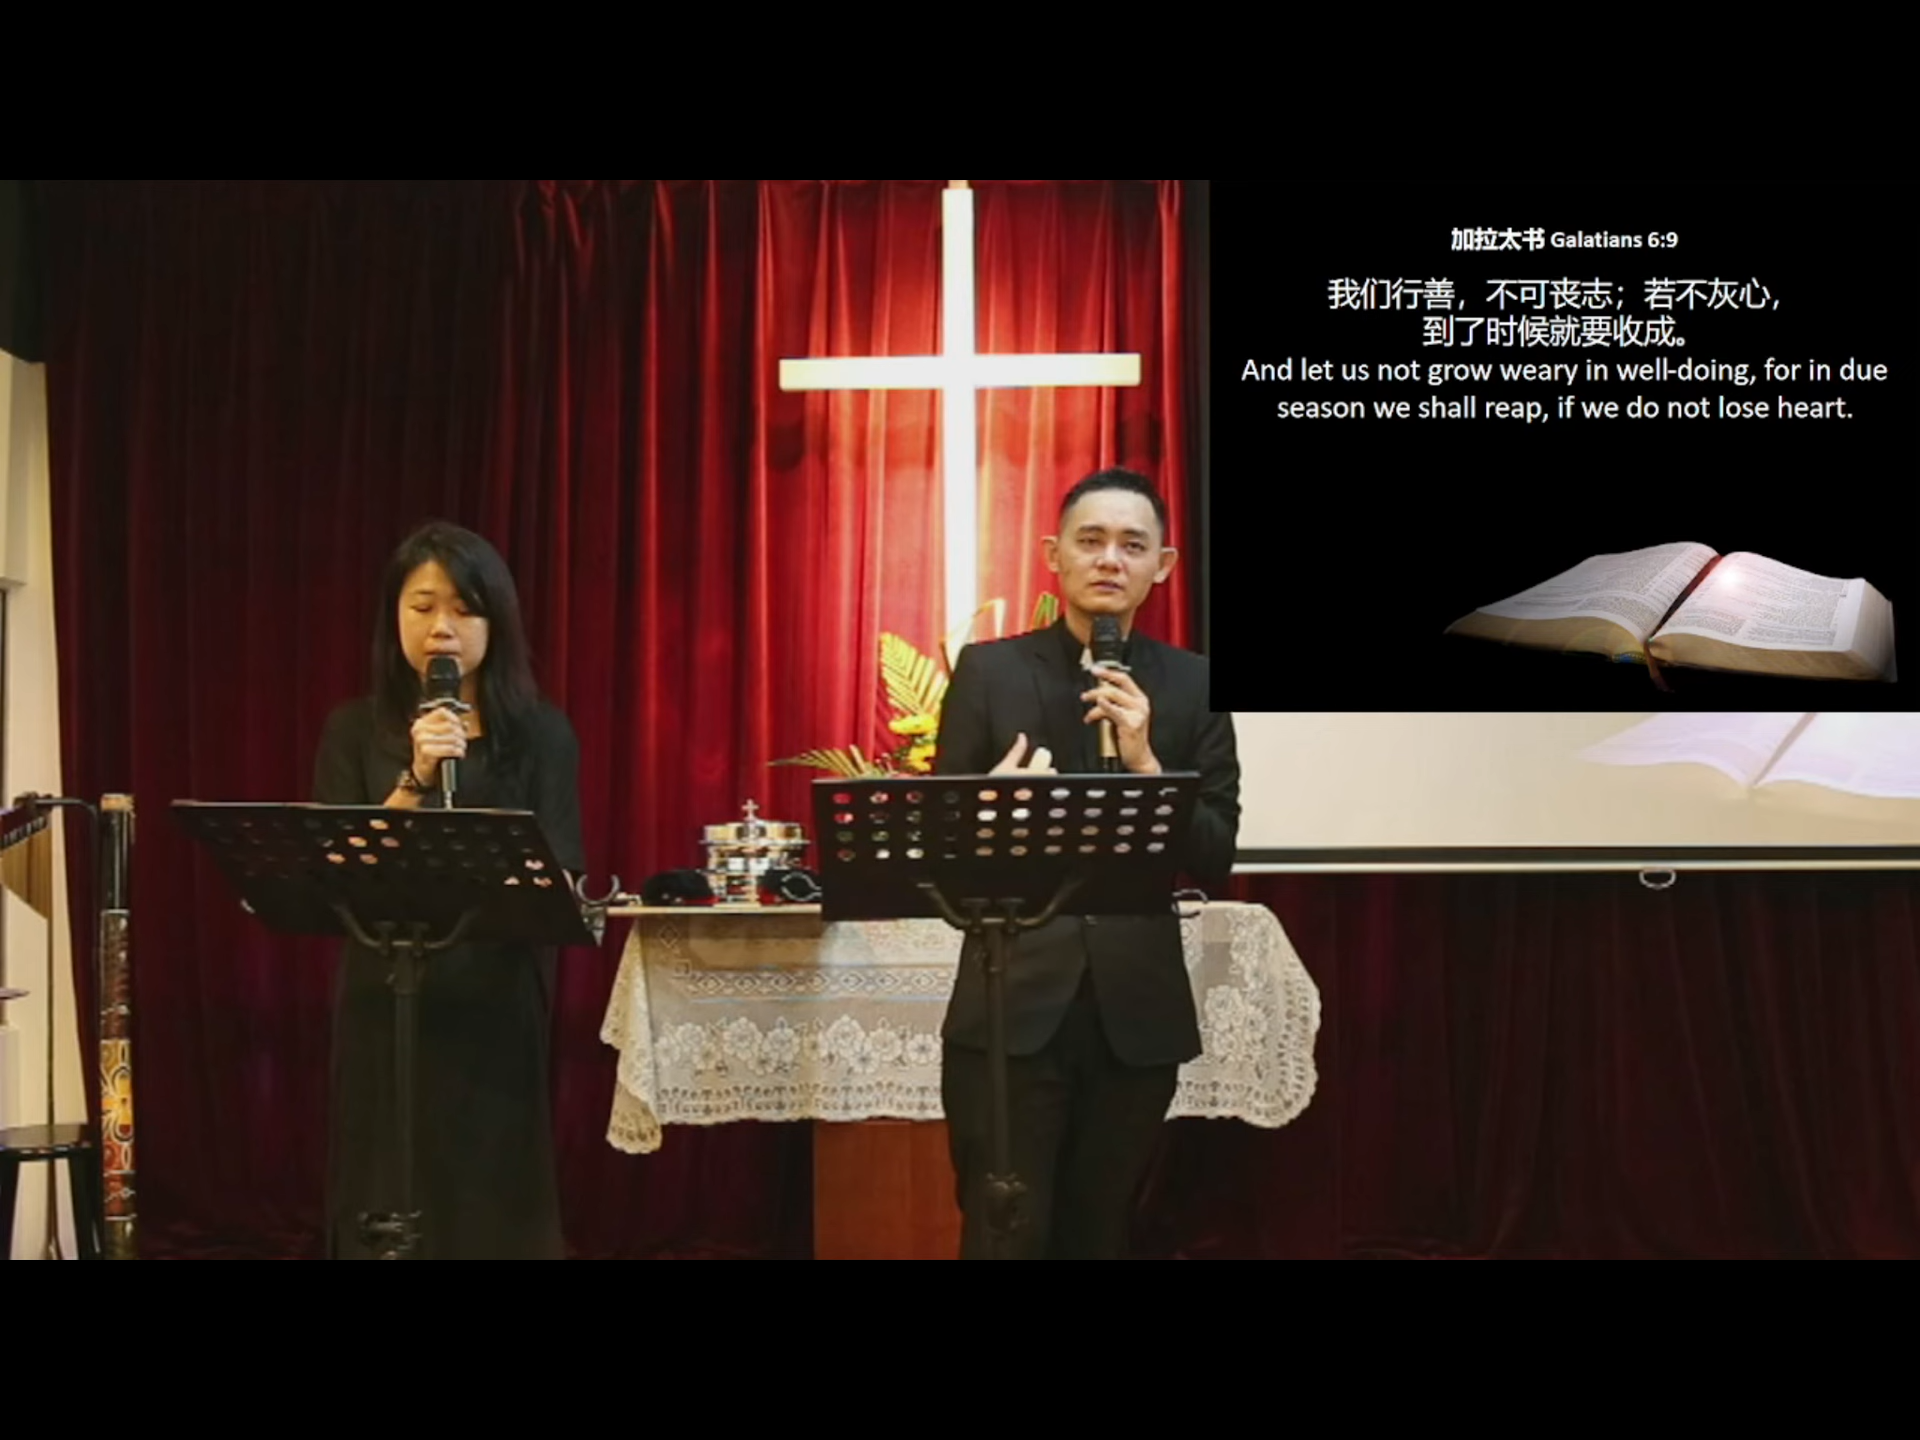 加拉太书 Galatians 6:9
我们行善，不可丧志；若不灰心，
到了时候就要收成。
And let us not grow weary in well-doing, for in due
season we shall reap, if we do not lose heart.